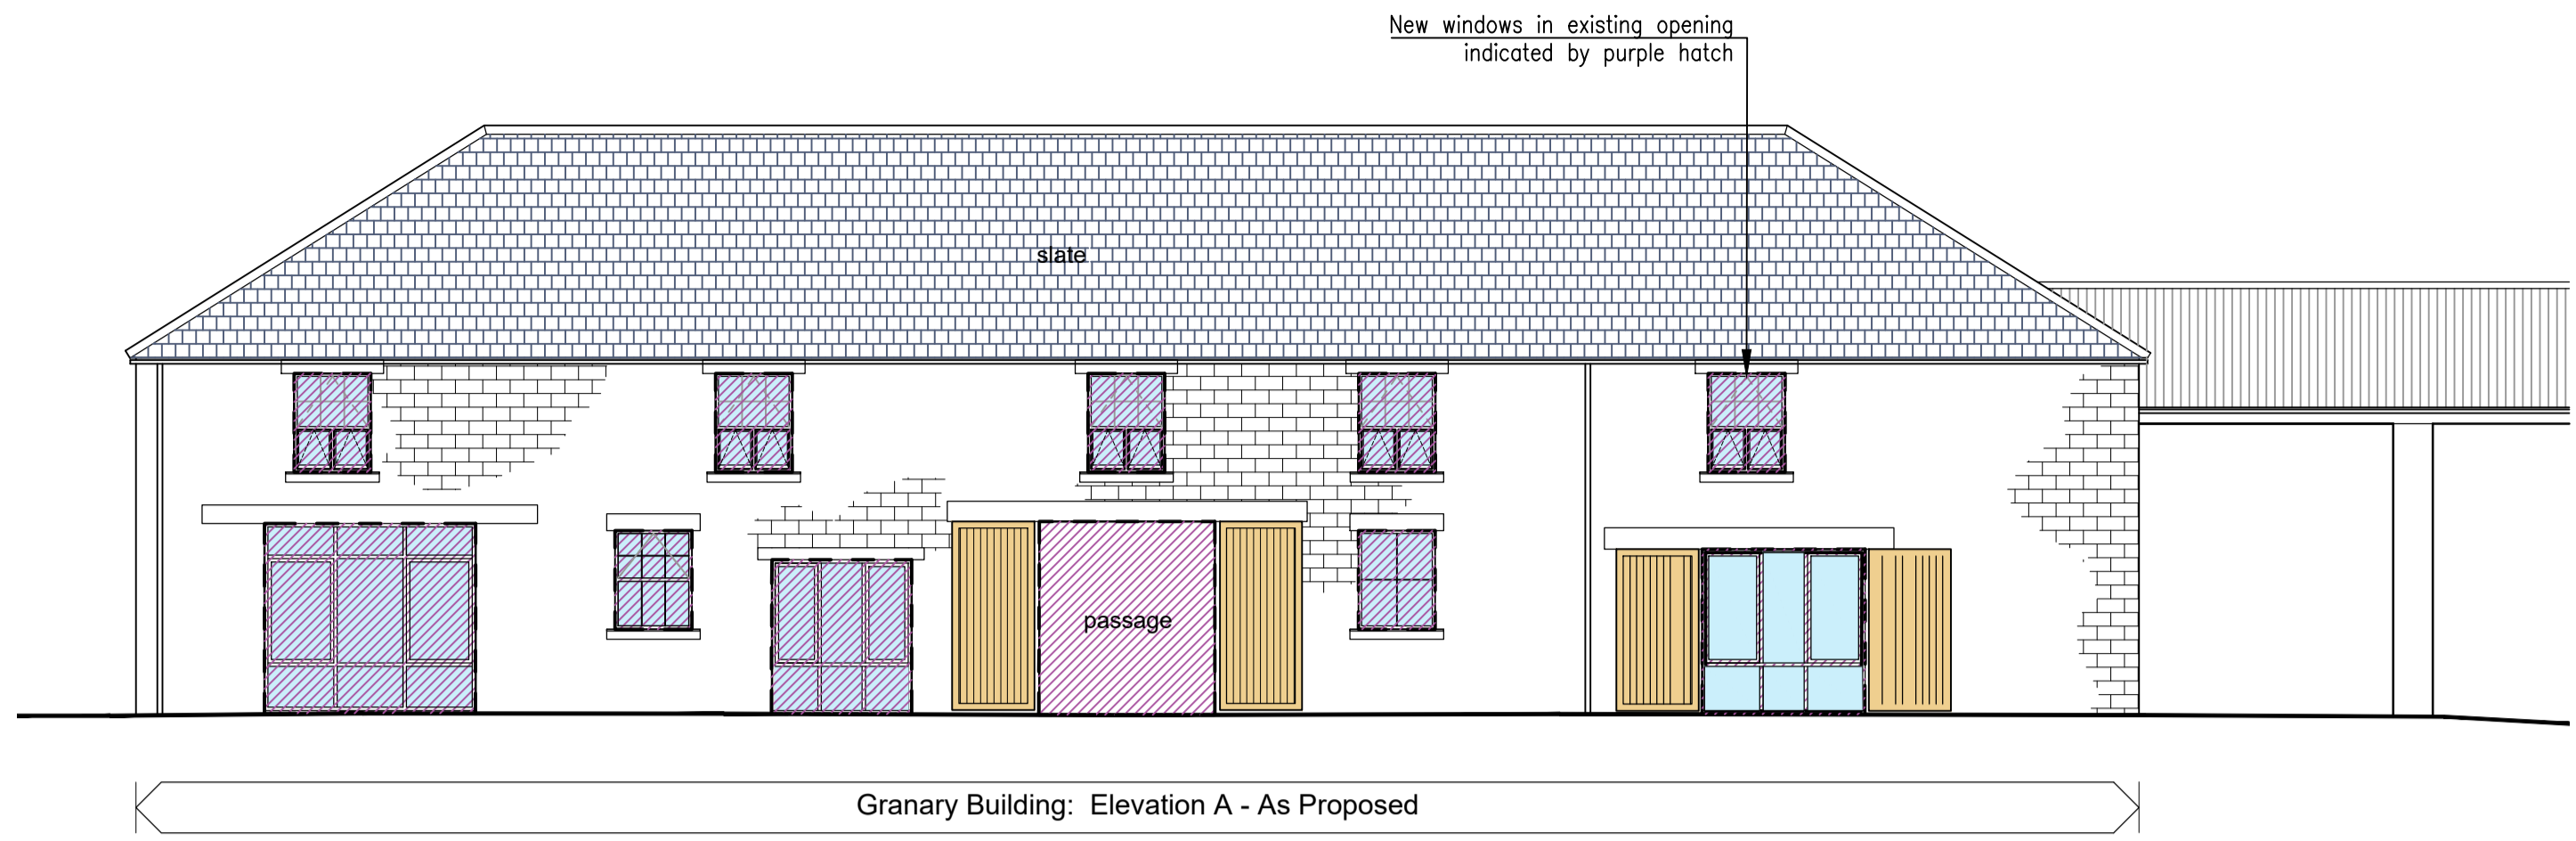 New windows in existing opening
indicated by purple hatch
slate
passage
Granary Building: Elevation A - As Proposed